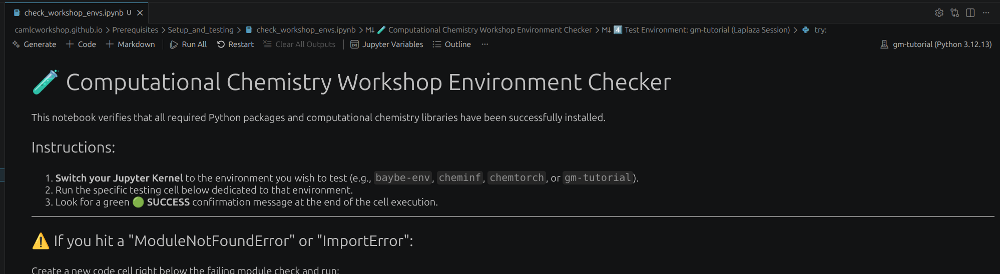 check_workshop_envs.ipynb U
camlcworkshop.github.io > Prerequisites > Setup_and_testing > check_workshop_envs.ipynb > M↓ 🧪 Computational Chemistry Workshop Environment Checker > M↓ 4️⃣ Test Environment: gm-tutorial (Laplaza Session) > try:
Generate + Code + Markdown Run All Restart Clear All Outputs Jupyter Variables Outline ··· gm-tutorial (Python 3.12.13)
🧪 Computational Chemistry Workshop Environment Checker
This notebook verifies that all required Python packages and computational chemistry libraries have been successfully installed.
Instructions:
1. Switch your Jupyter Kernel to the environment you wish to test (e.g., baybe-env, cheminf, chemtorch, or gm-tutorial).
2. Run the specific testing cell below dedicated to that environment.
3. Look for a green 🟢 SUCCESS confirmation message at the end of the cell execution.
⚠️ If you hit a "ModuleNotFoundError" or "ImportError":
Create a new code cell right below the failing module check and run: